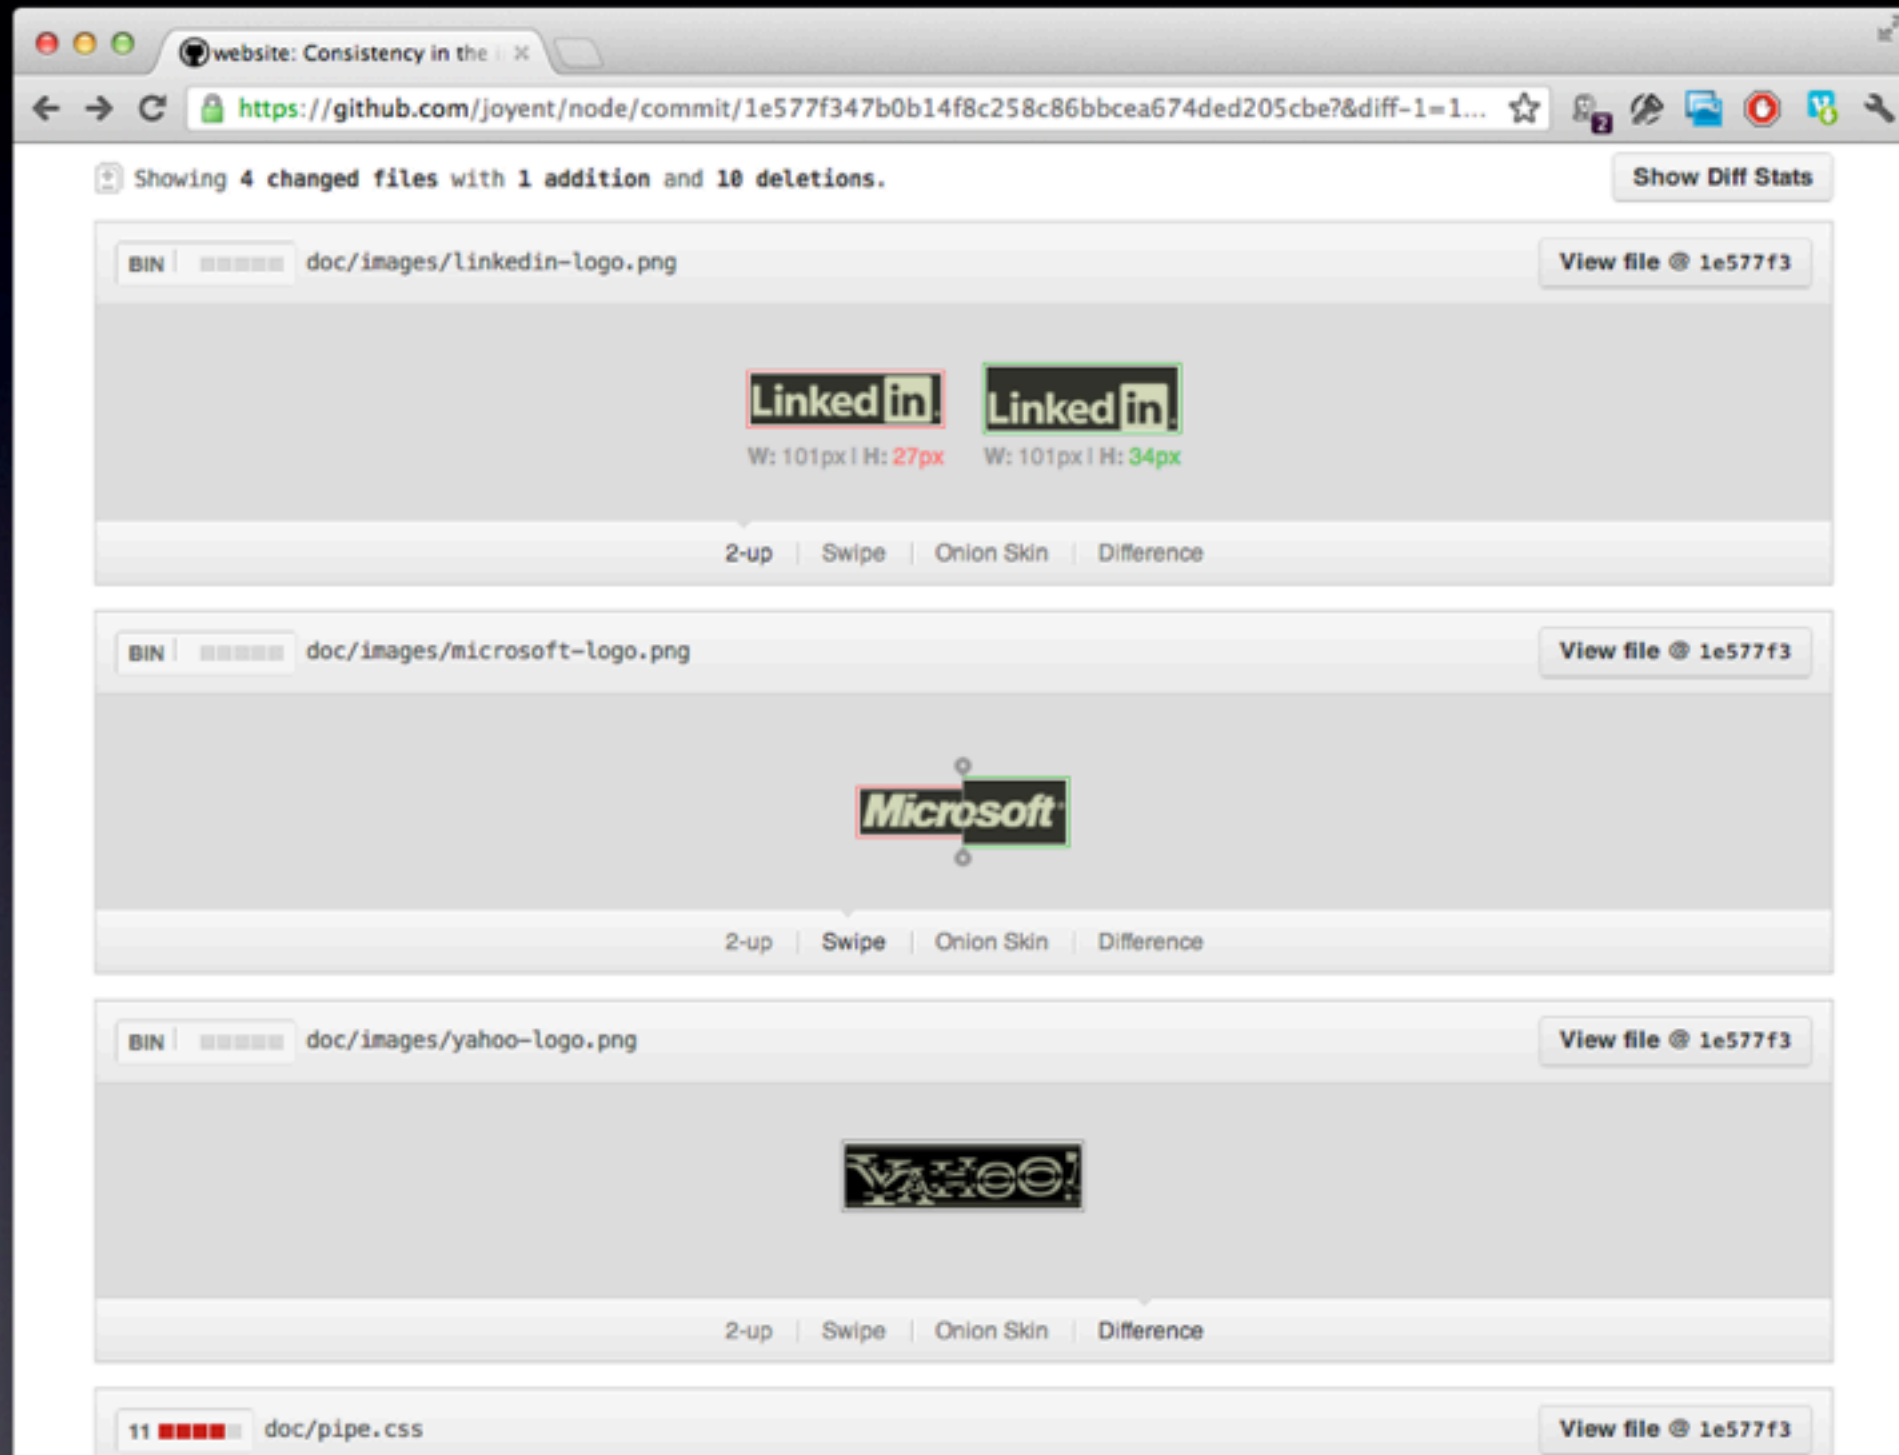 website: Consistency in the
https://github.com/joyent/node/commit/1e577f347b0b14f8c258c86bbcea674ded205cbe?&diff-1=1...
2
Showing 4 changed files with 1 addition and 10 deletions.
Show Diff Stats
BIN doc/images/linkedin-logo.png
View file @ 1e577f3
Linked in Linked in
W: 101px | H: 27px W: 101px | H: 34px
2-up | Swipe | Onion Skin | Difference
BIN doc/images/microsoft-logo.png
View file @ 1e577f3
Microsoft
2-up | Swipe | Onion Skin | Difference
BIN doc/images/yahoo-logo.png
View file @ 1e577f3
YAHOO!
2-up | Swipe | Onion Skin | Difference
11 doc/pipe.css
View file @ 1e577f3